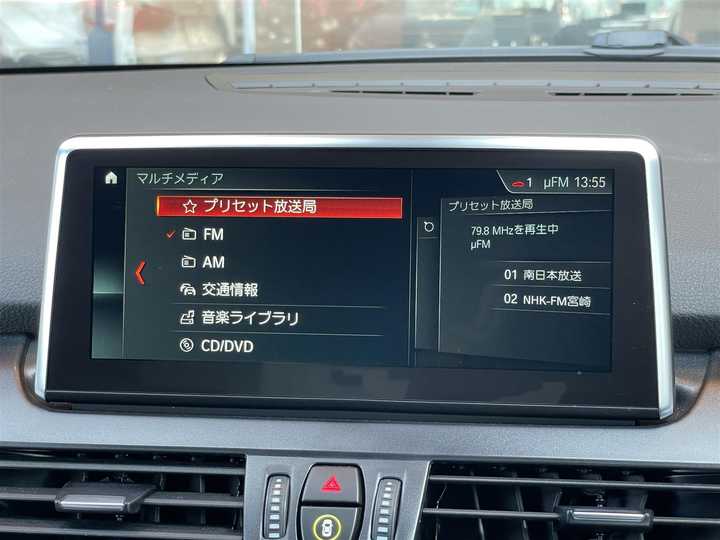 マルチメディア
1 μFM 13:55
プリセット放送局
FM
AM
交通情報
音楽ライブラリ
CD/DVD
プリセット放送局
79.8 MHzを再生中
μFM
01 南日本放送
02 NHK-FM宮崎